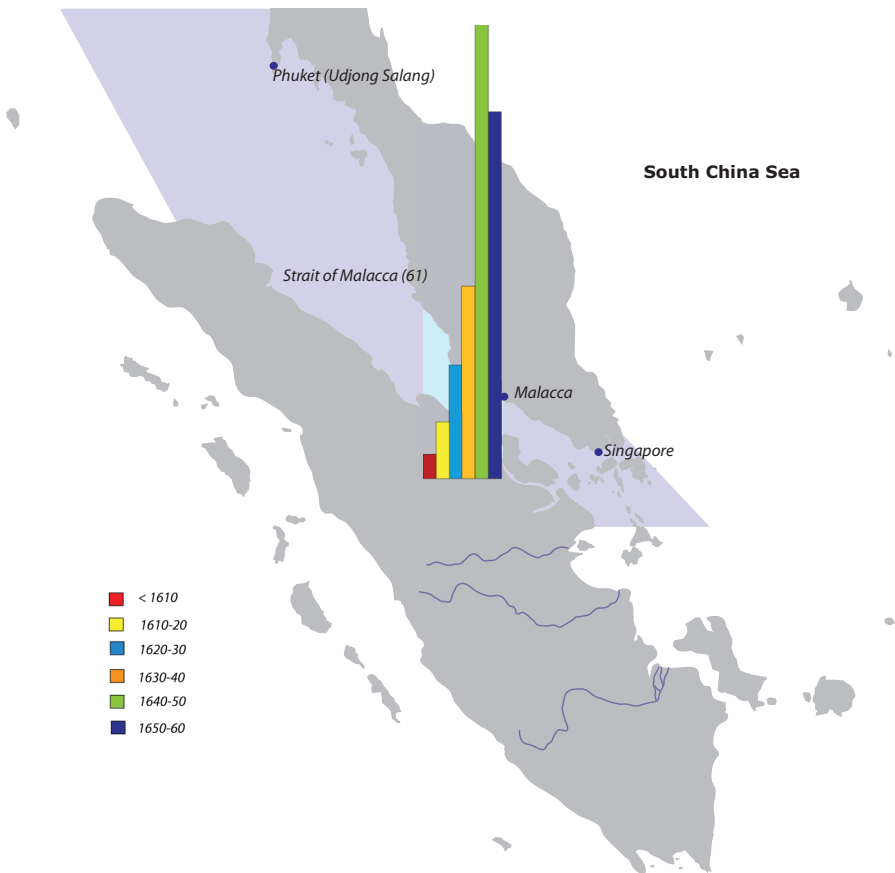 Phuket (Udjong Salang)
South China Sea
Strait of Malacca (61)
Malacca
Singapore
< 1610
1610-20
1620-30
1630-40
1640-50
1650-60